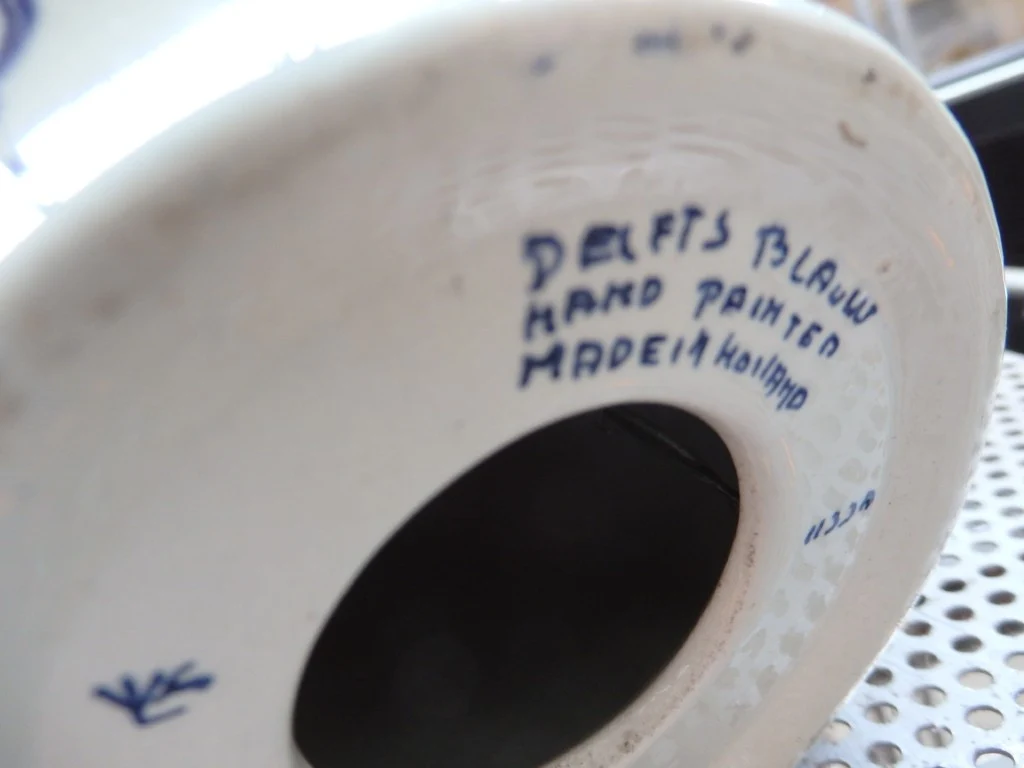 DELFTS BLAUW
HAND PAINTED
MADE IN HOLLAND
1133A